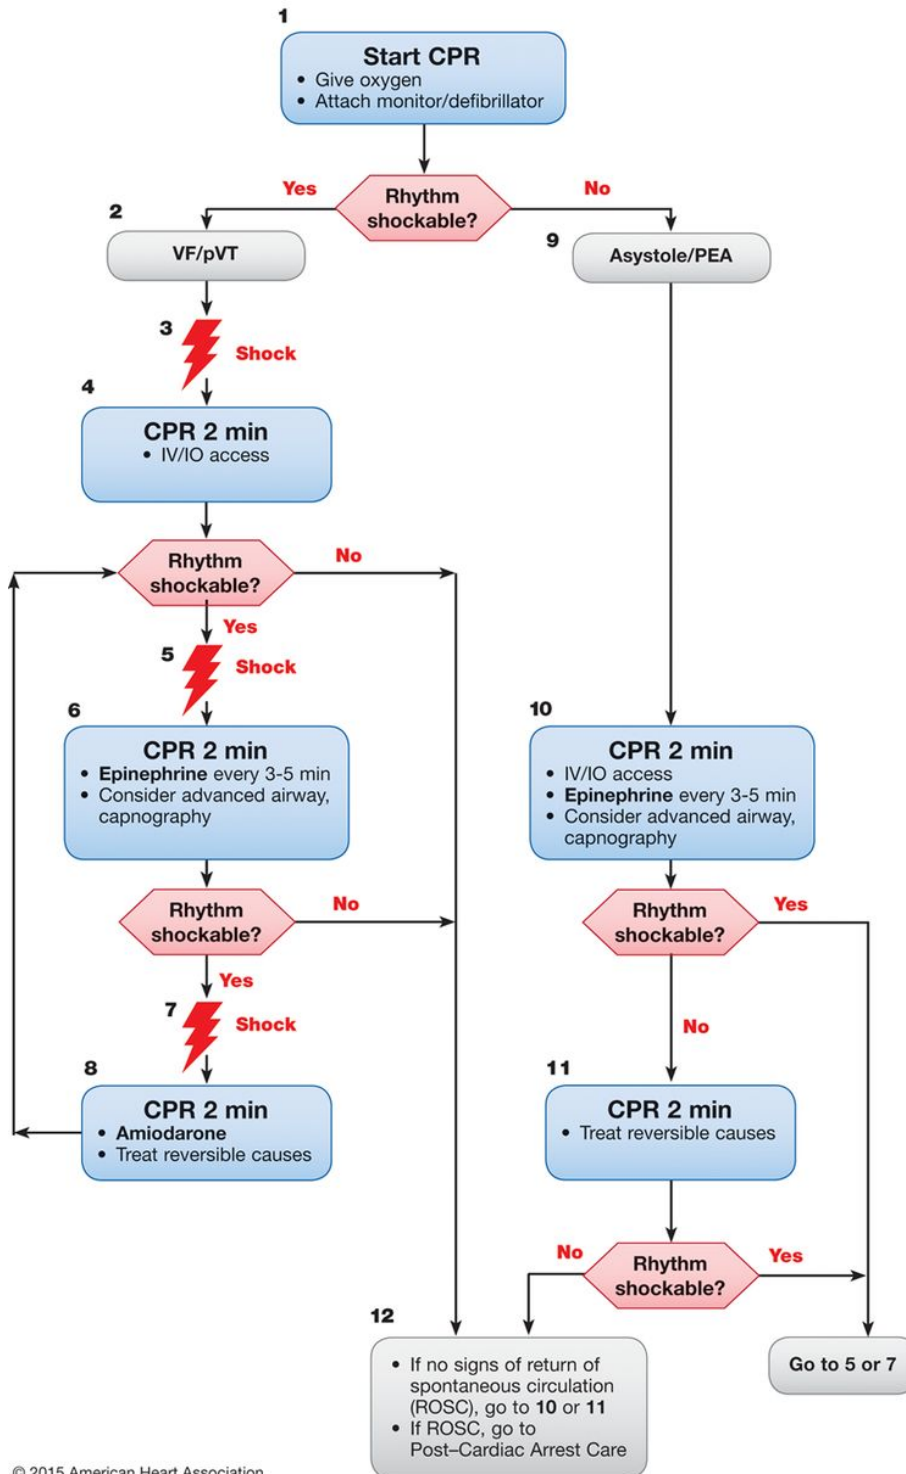 1
Start CPR
• Give oxygen
• Attach monitor/defibrillator
Yes
Rhythm
shockable?
No
2
VF/pVT
9
Asystole/PEA
3
Shock
4
CPR 2 min
• IV/IO access
Rhythm
shockable?
No
Yes
5
Shock
6
CPR 2 min
• Epinephrine every 3-5 min
• Consider advanced airway,
capnography
10
CPR 2 min
• IV/IO access
• Epinephrine every 3-5 min
• Consider advanced airway,
capnography
Rhythm
shockable?
No
Rhythm
shockable?
Yes
Yes
7
Shock
No
8
CPR 2 min
• Amiodarone
• Treat reversible causes
11
CPR 2 min
• Treat reversible causes
No
Rhythm
shockable?
Yes
12
• If no signs of return of
spontaneous circulation
(ROSC), go to 10 or 11
• If ROSC, go to
Post–Cardiac Arrest Care
Go to 5 or 7
© 2015 American Heart Association